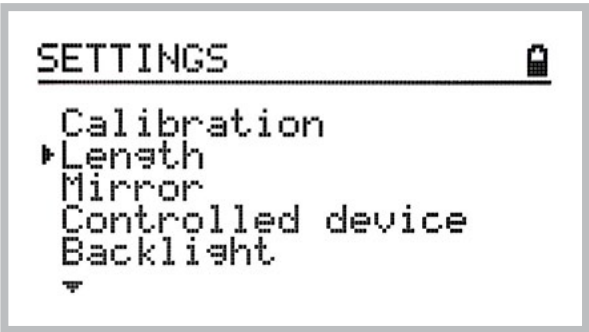 SETTINGS
Calibration
Length
Mirror
Controlled device
Backlight